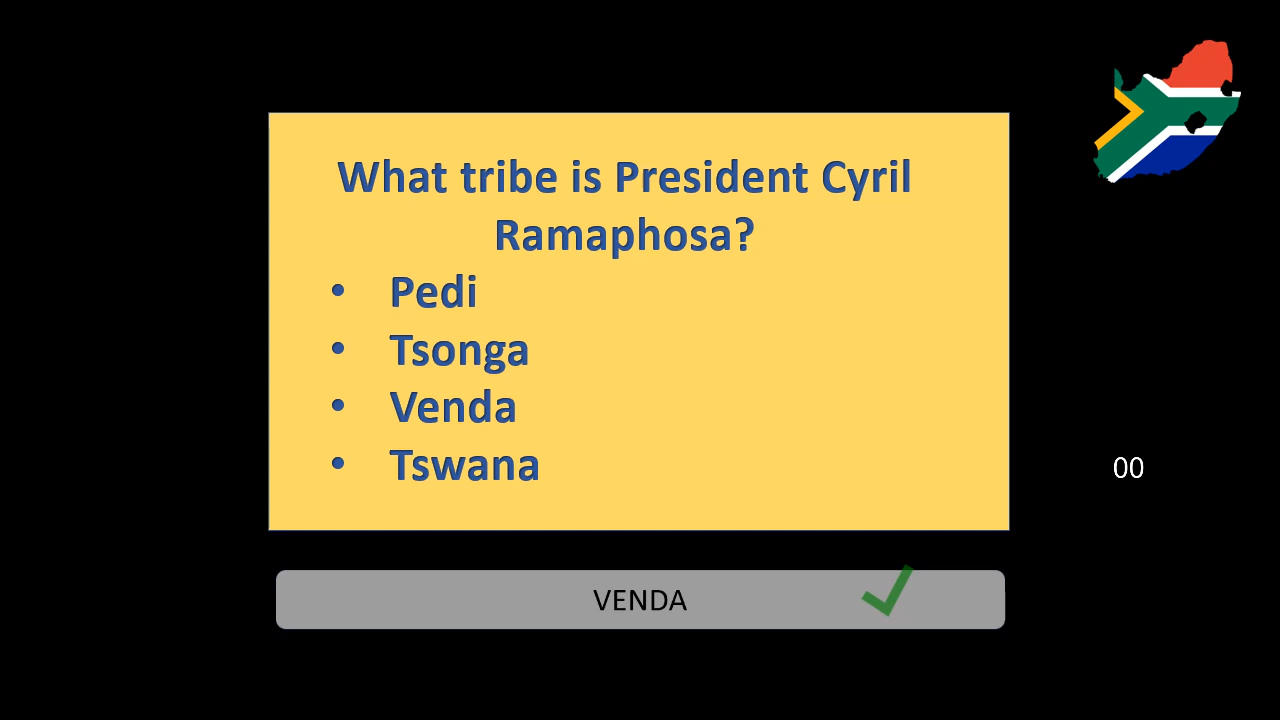 What tribe is President Cyril
Ramaphosa?
• Pedi
• Tsonga
• Venda
• Tswana
00
VENDA